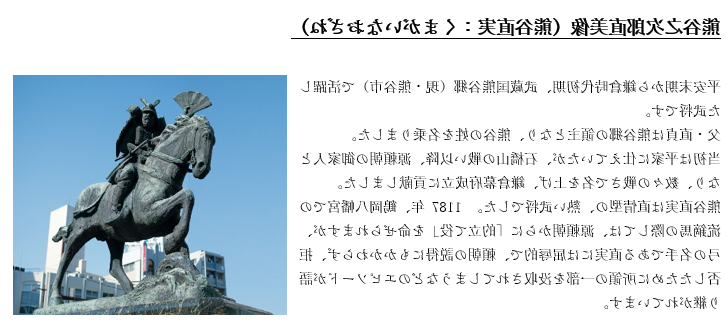 熊谷之次郎直美像（熊谷直実：くまがいなおざね）
平安末期から鎌倉時代初期、武蔵国熊谷郷（現・熊谷市）で活躍し
た武将です。
父・直貞は熊谷郷の領主となり、熊谷の姓を名乗りました。
当初は平家に仕えていたが、石橋山の戦い以降、源頼朝の御家人と
なり、数々の戦さで名を上げ、鎌倉幕府成立に貢献しました。
熊谷直実は直情型の、熱い武将でした。 1187 年、鶴岡八幡宮での
流鏑馬の際しては、源頼朝からに「的立て役」を命ぜられますが、
弓の名手である直実には屈辱的で、頼朝の説得にもかかわらず、拒
否したために所領の一部を没収されてしまうなどのエピソードが語
り継がれています。